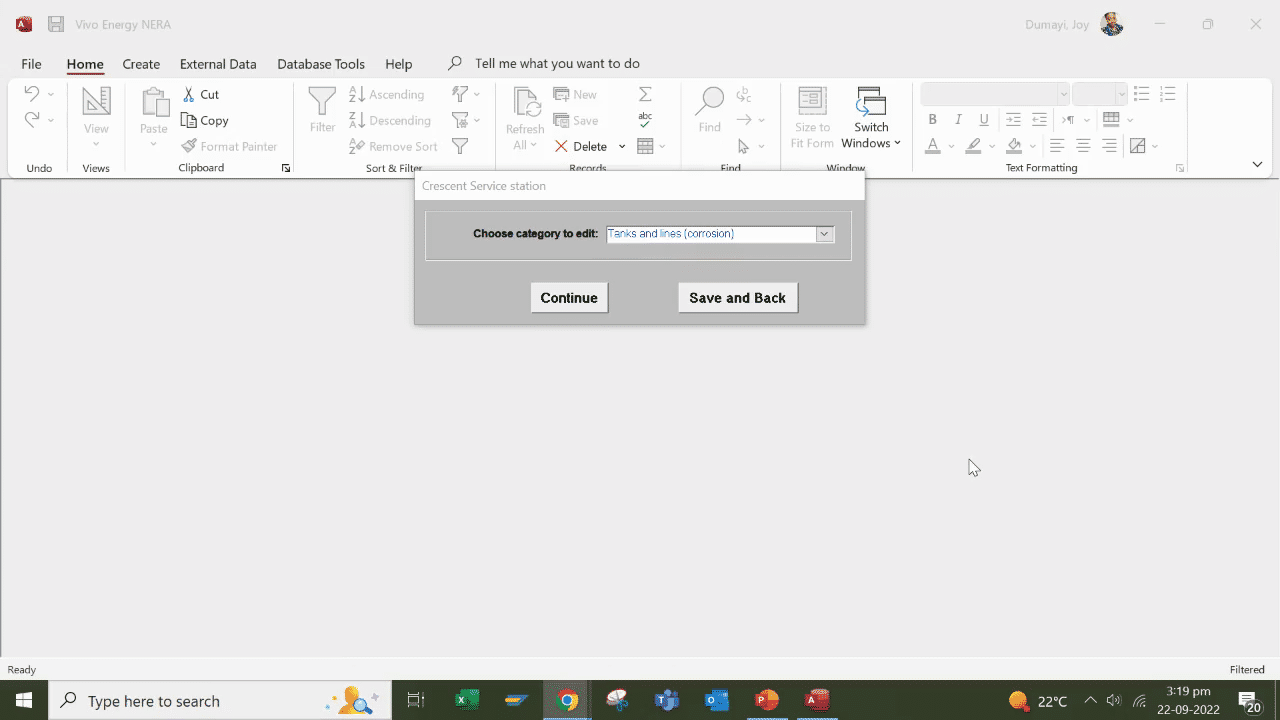 Vivo Energy NERA
Dumayi, Joy
File Home Create External Data Database Tools Help Tell me what you want to do
Undo
View
Views
Paste
Cut
Copy
Format Painter
Clipboard
Filter
Ascending
Descending
Remove Sort
Sort & Filter
Refresh
All
New
Save
Delete
Records
Find
Find
Size to
Fit Form
Switch
Windows
Window
B I U
A
Text Formatting
Crescent Service station
Choose category to edit: Tanks and lines (corrosion)
Continue Save and Back
Ready Filtered
Type here to search
22°C
3:19 pm
22-09-2022
20